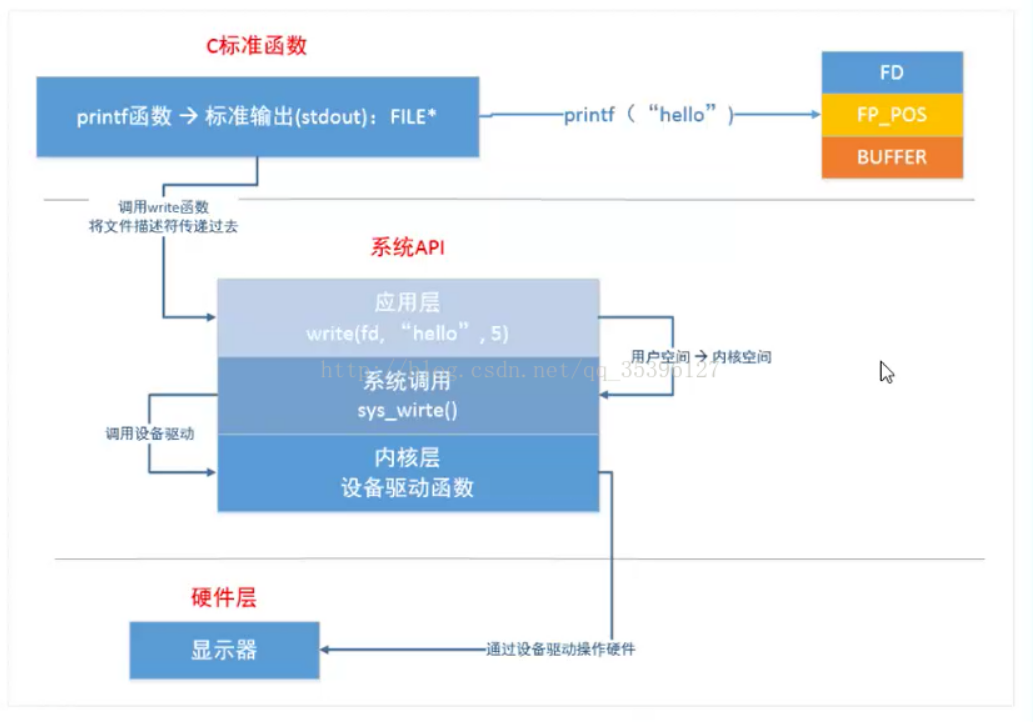 C标准函数
printf函数 → 标准输出(stdout)：FILE*
printf（“hello”)
FD
FP_POS
BUFFER
调用write函数
将文件描述符传递过去
系统API
应用层
write(fd, “hello”, 5)
用户空间 → 内核空间
http://blog.csdn.net/qq_35396127
系统调用
sys_wirte()
调用设备驱动
内核层
设备驱动函数
硬件层
显示器
通过设备驱动操作硬件